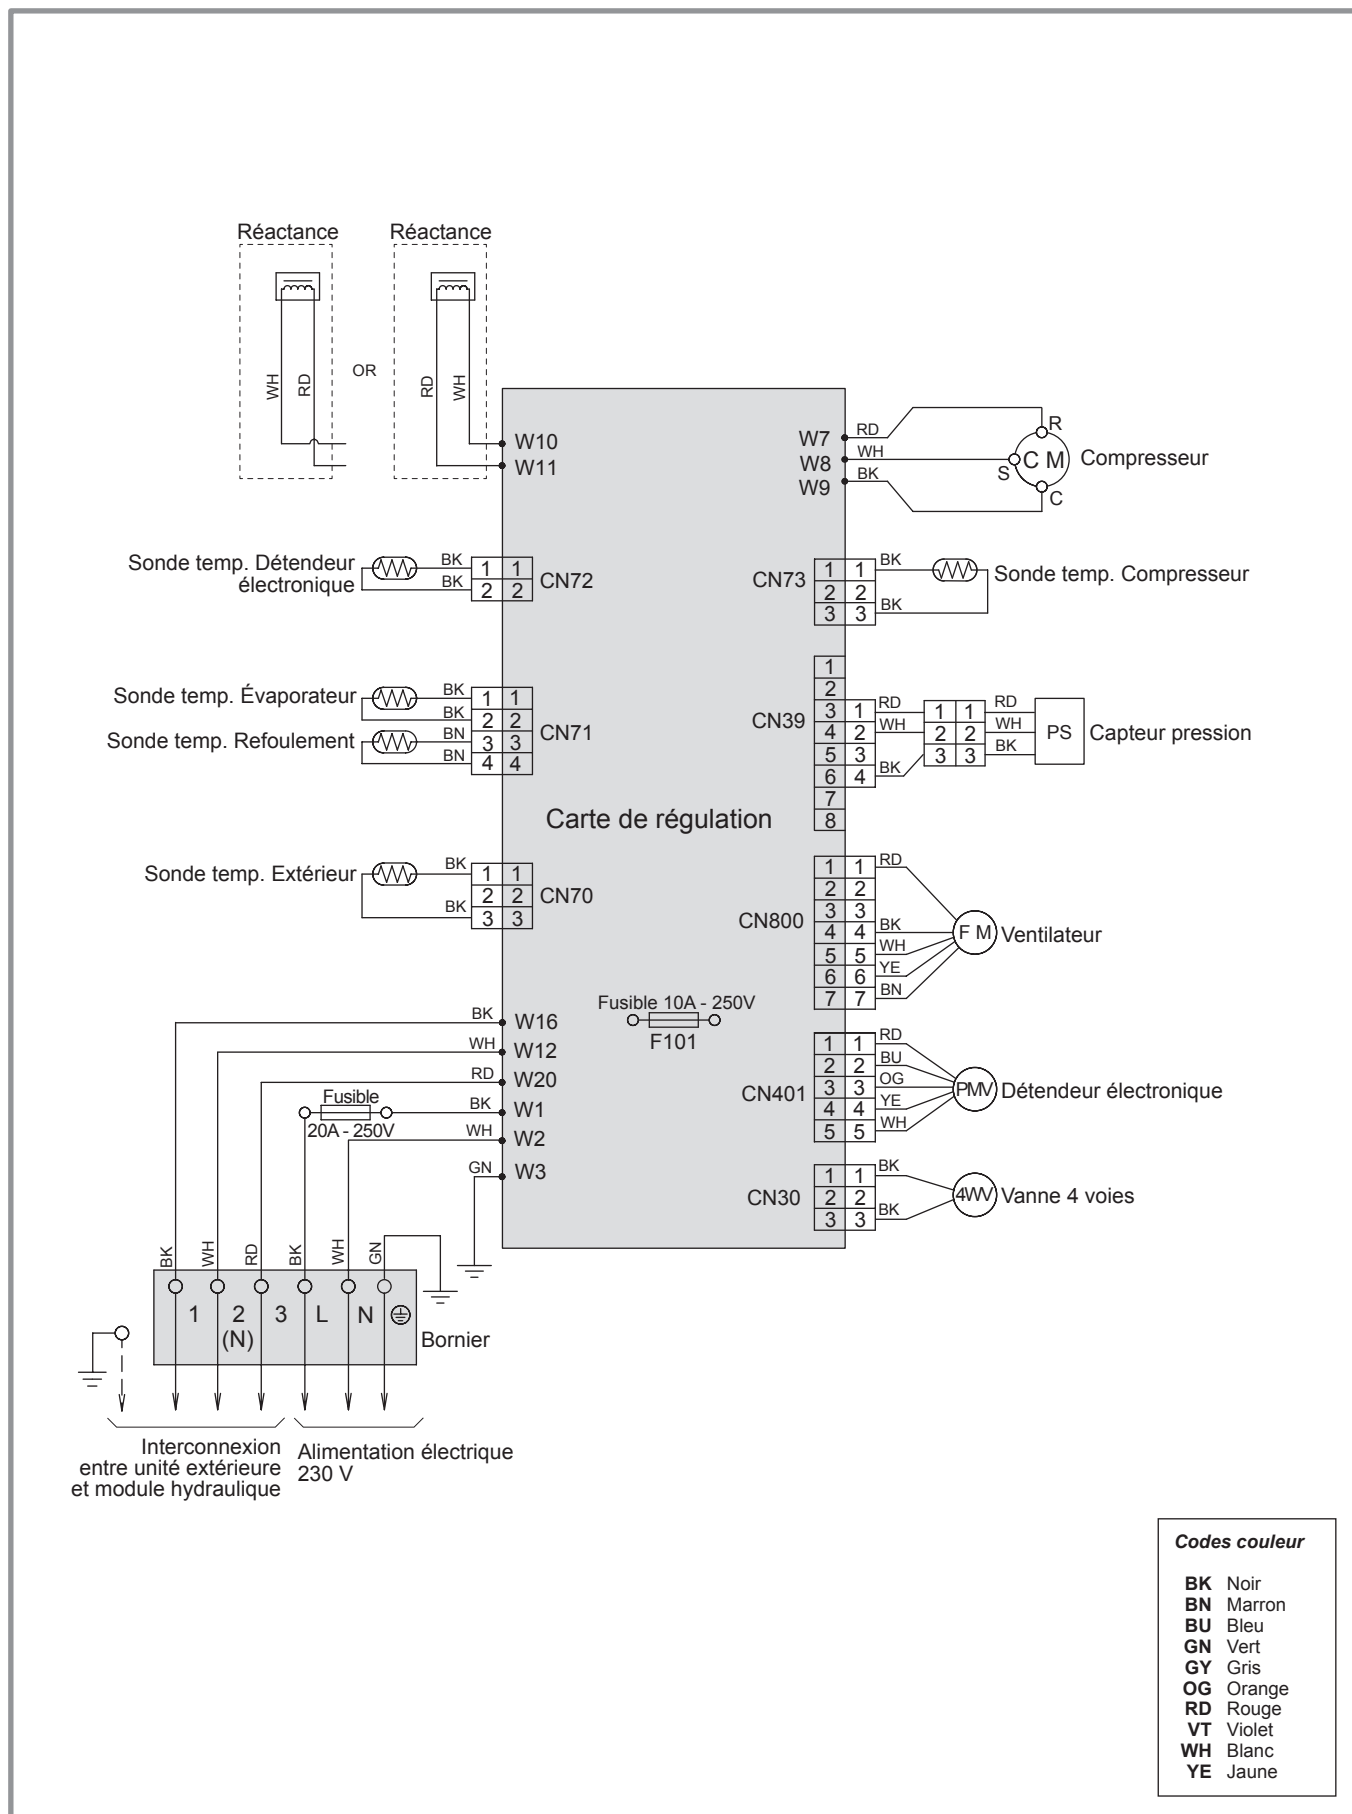 Réactance
Réactance
WH
RD
OR
RD
WH
W10
W11
W7
W8
W9
RD
WH
BK
R
S
C M
C
Compresseur
Sonde temp. Détendeur
électronique
BK
BK
1 1
2 2
CN72
CN73
1 1
2 2
3 3
BK
BK
Sonde temp. Compresseur
Sonde temp. Évaporateur
Sonde temp. Refoulement
BK
BK
BN
BN
1 1
2 2
3 3
4 4
CN71
CN39
1
2
3 1
4 2
5 3
6 4
7
8
RD
WH
BK
1 1
2 2
3 3
RD
WH
BK
PS
Capteur pression
Carte de régulation
Sonde temp. Extérieur
BK
BK
1 1
2 2
3 3
CN70
CN800
1 1
2 2
3 3
4 4
5 5
6 6
7 7
RD
BK
WH
YE
BN
F M
Ventilateur
Fusible 10A - 250V
F101
BK
W16
WH
W12
RD
W20
Fusible
20A - 250V
BK
W1
WH
W2
GN
W3
CN401
1 1
2 2
3 3
4 4
5 5
RD
BU
OG
YE
WH
PMV
Détendeur électronique
CN30
1 1
2 2
3 3
BK
BK
4WV
Vanne 4 voies
BK
WH
RD
BK
WH
GN
1 2 3 L N
(N)
Bornier
Interconnexion
entre unité extérieure
et module hydraulique
Alimentation électrique
230 V
Codes couleur
BK Noir
BN Marron
BU Bleu
GN Vert
GY Gris
OG Orange
RD Rouge
VT Violet
WH Blanc
YE Jaune